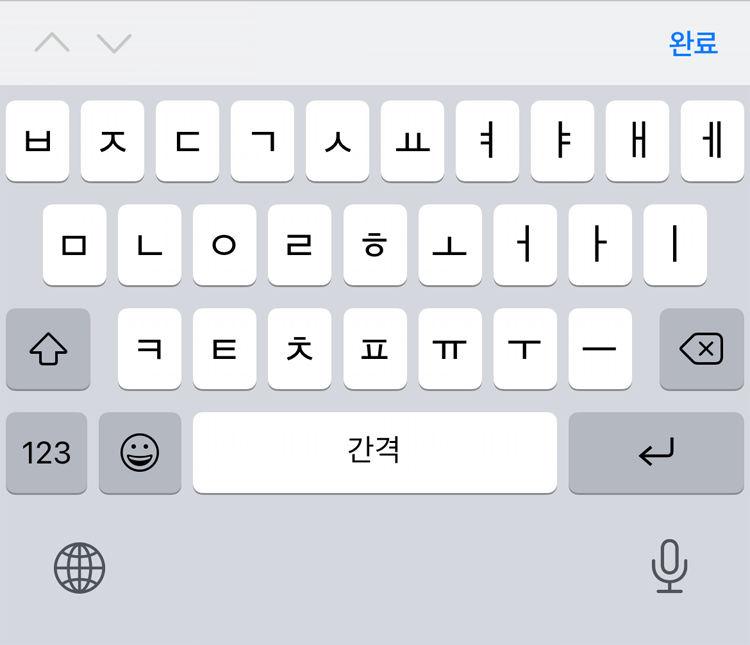 완료
ㅂ ㅈ ㄷ ㄱ ㅅ ㅛ ㅕ ㅑ ㅐ ㅔ
ㅁ ㄴ ㅇ ㄹ ㅎ ㅗ ㅓ ㅏ ㅣ
ㅋ ㅌ ㅊ ㅍ ㅠ ㅜ ㅡ
123 간격